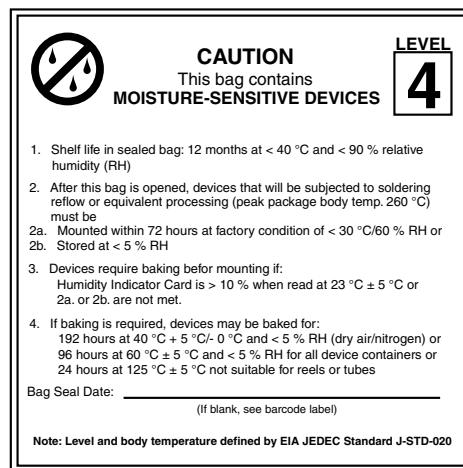 CAUTION
This bag contains
MOISTURE-SENSITIVE DEVICES
LEVEL
4
1. Shelf life in sealed bag: 12 months at < 40 °C and < 90 % relative
humidity (RH)
2. After this bag is opened, devices that will be subjected to soldering
reflow or equivalent processing (peak package body temp. 260 °C)
must be
2a. Mounted within 72 hours at factory condition of < 30 °C/60 % RH or
2b. Stored at < 5 % RH
3. Devices require baking befor mounting if:
Humidity Indicator Card is > 10 % when read at 23 °C ± 5 °C or
2a. or 2b. are not met.
4. If baking is required, devices may be baked for:
192 hours at 40 °C + 5 °C/- 0 °C and < 5 % RH (dry air/nitrogen) or
96 hours at 60 °C ± 5 °C and < 5 % RH for all device containers or
24 hours at 125 °C ± 5 °C not suitable for reels or tubes
Bag Seal Date:
(If blank, see barcode label)
Note: Level and body temperature defined by EIA JEDEC Standard J-STD-020